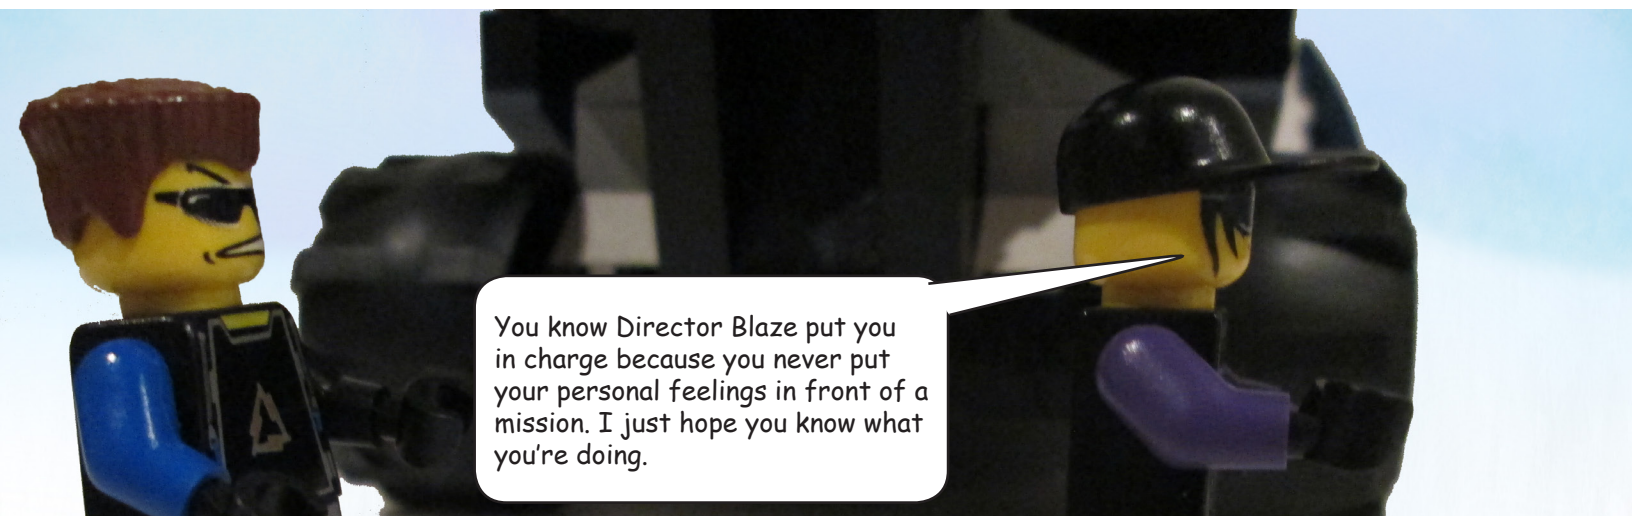 You know Director Blaze put you
in charge because you never put
your personal feelings in front of a
mission. I just hope you know what
you're doing.